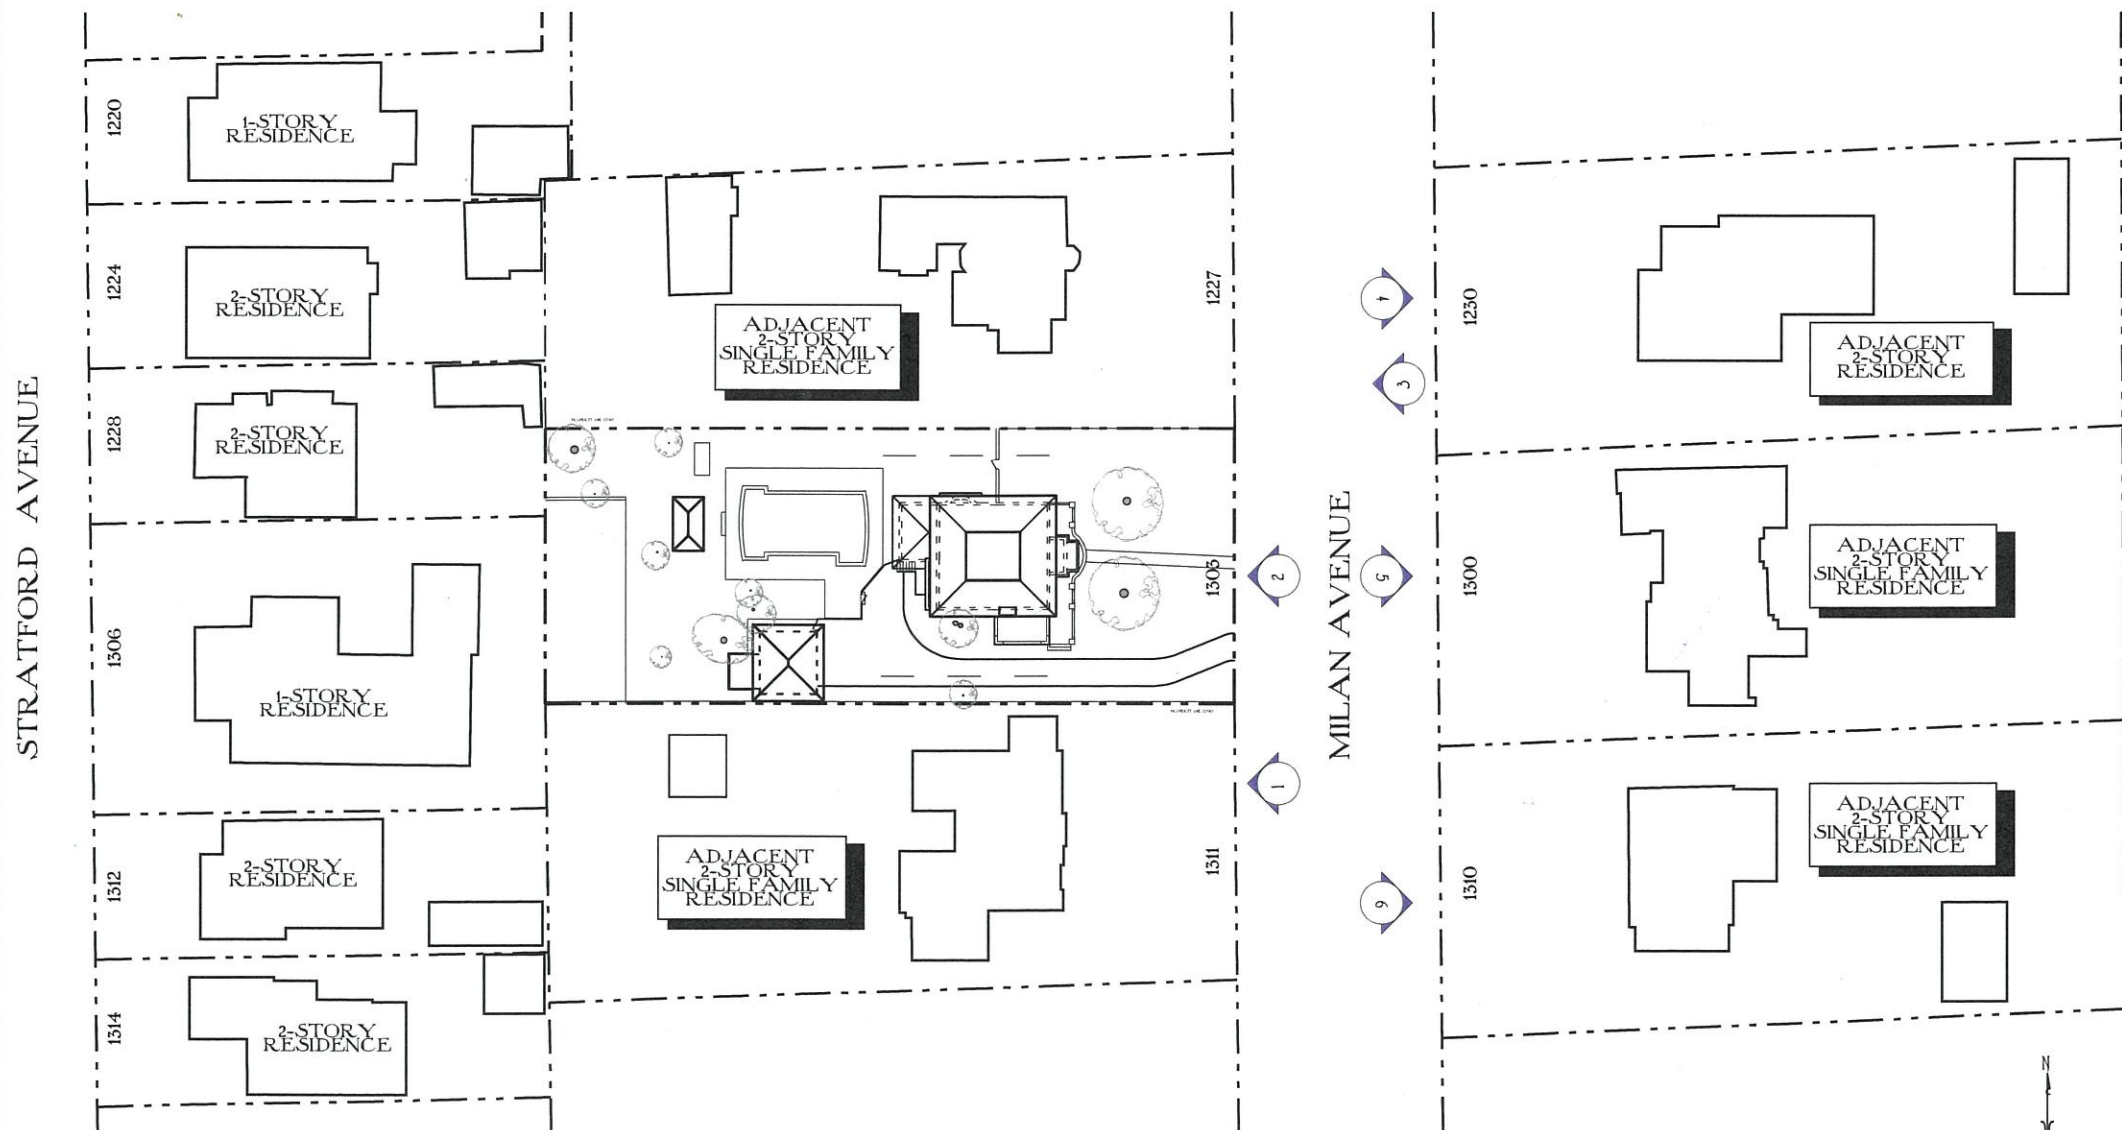 STRATFORD AVENUE
1220
1-STORY
RESIDENCE
1224
2-STORY
RESIDENCE
1228
2-STORY
RESIDENCE
1306
1-STORY
RESIDENCE
1312
2-STORY
RESIDENCE
1314
2-STORY
RESIDENCE
ADJACENT
2-STORY
SINGLE FAMILY
RESIDENCE
1227
1303
ADJACENT
2-STORY
SINGLE FAMILY
RESIDENCE
1311
MILAN AVENUE
4
3
2
5
1
6
1230
ADJACENT
2-STORY
RESIDENCE
1300
ADJACENT
2-STORY
SINGLE FAMILY
RESIDENCE
1310
ADJACENT
2-STORY
SINGLE FAMILY
RESIDENCE
N